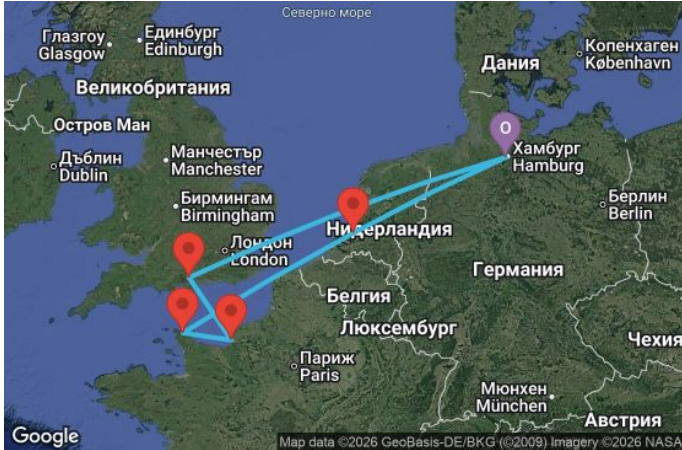 Северно море
Глазгоу
Glasgow
Единбург
Edinburgh
Копенхаген
København
Дания
Великобритания
Остров Ман
Дъблин
Dublin
Манчестър
Manchester
O
Хамбург
Hamburg
Бирмингам
Birmingham
Берлин
Berlin
Нидерландия
Лондон
London
Германия
Белгия
Люксембург
Чехия
Париж
Paris
Мюнхен
München
Австрия
Google
Map data ©2026 GeoBasis-DE/BKG (©2009) Imagery ©2026 NASA